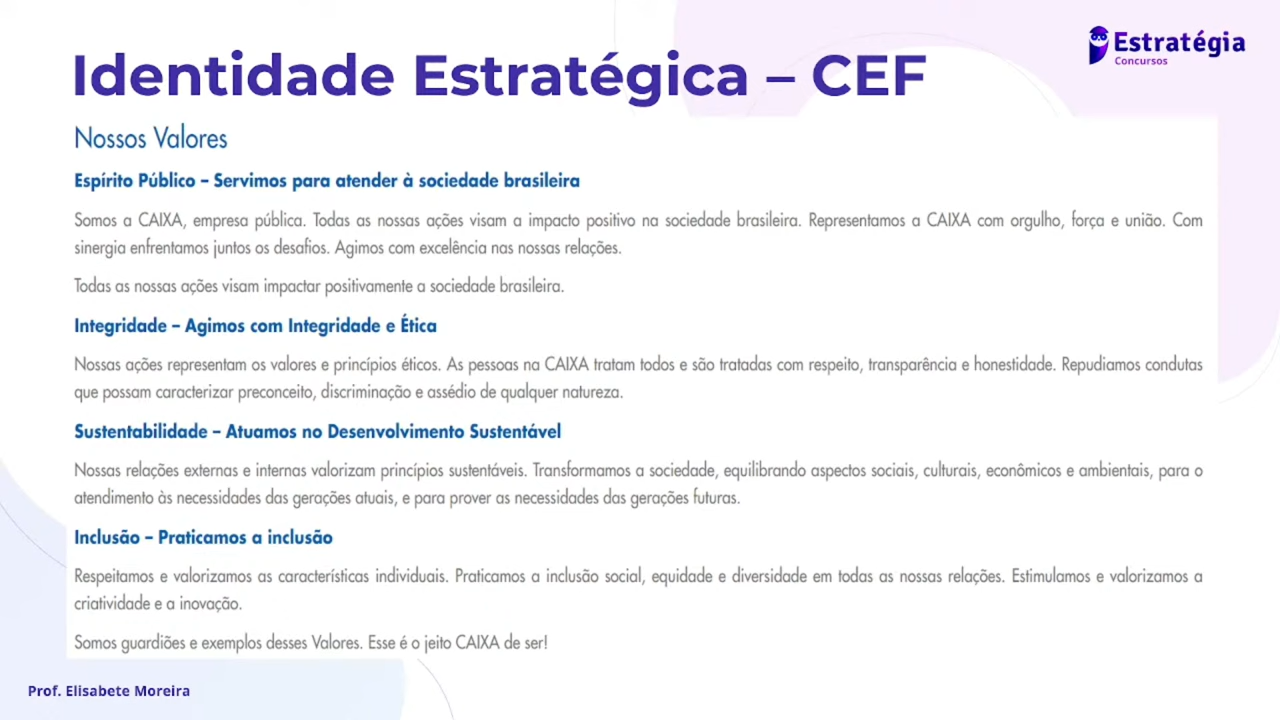 Estratégia
Concursos
Identidade Estratégica – CEF
Nossos Valores
Espírito Público – Servimos para atender à sociedade brasileira
Somos a CAIXA, empresa pública. Todas as nossas ações visam a impacto positivo na sociedade brasileira. Representamos a CAIXA com orgulho, força e união. Com
sinergia enfrentamos juntos os desafios. Agimos com excelência nas nossas relações.
Todas as nossas ações visam impactar positivamente a sociedade brasileira.
Integridade – Agimos com Integridade e Ética
Nossas ações representam os valores e princípios éticos. As pessoas na CAIXA tratam todos e são tratadas com respeito, transparência e honestidade. Repudiamos condutas
que possam caracterizar preconceito, discriminação e assédio de qualquer natureza.
Sustentabilidade – Atuamos no Desenvolvimento Sustentável
Nossas relações externas e internas valorizam princípios sustentáveis. Transformamos a sociedade, equilibrando aspectos sociais, culturais, econômicos e ambientais, para o
atendimento às necessidades das gerações atuais, e para prover as necessidades das gerações futuras.
Inclusão – Praticamos a inclusão
Respeitamos e valorizamos as características individuais. Praticamos a inclusão social, equidade e diversidade em todas as nossas relações. Estimulamos e valorizamos a
criatividade e a inovação.
Somos guardiões e exemplos desses Valores. Esse é o jeito CAIXA de ser!
Prof. Elisabete Moreira